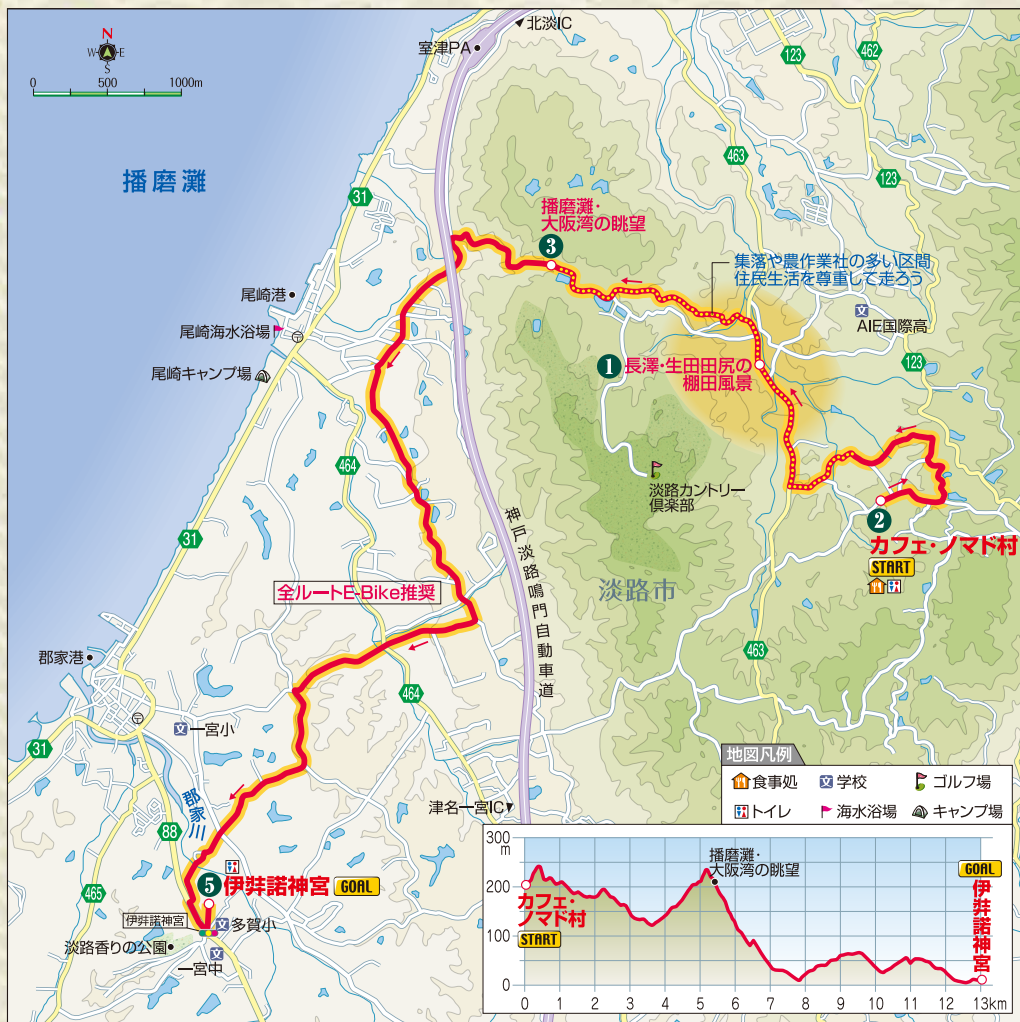 N
W E
S
0 500 1000m
北淡IC
室津PA
123
462
463
123
播磨灘
31
播磨灘・
大阪湾の眺望
3
集落や農作業社の多い区間
住民生活を尊重して走ろう
尾崎港
文
AIE国際高
尾崎海水浴場
尾崎キャンプ場
1
長澤・生田田尻の
棚田風景
123
464
淡路カントリー
倶楽部
2
カフェ・ノマド村
START
31
神戸淡路鳴門自動車道
全ルートE-Bike推奨
淡路市
463
郡家港
464
文 一宮小
31
郡家川
津名一宮IC
88
465
5
伊弉諾神宮 GOAL
伊弉諾神宮
文 多賀小
淡路香りの公園
文
一宮中
地図凡例
食事処
文 学校
ゴルフ場
トイレ
海水浴場
キャンプ場
300
m
200
100
0
カフェ・
ノマド村
START
播磨灘・
大阪湾の眺望
GOAL
伊弉諾神宮
0 1 2 3 4 5 6 7 8 9 10 11 12 13km